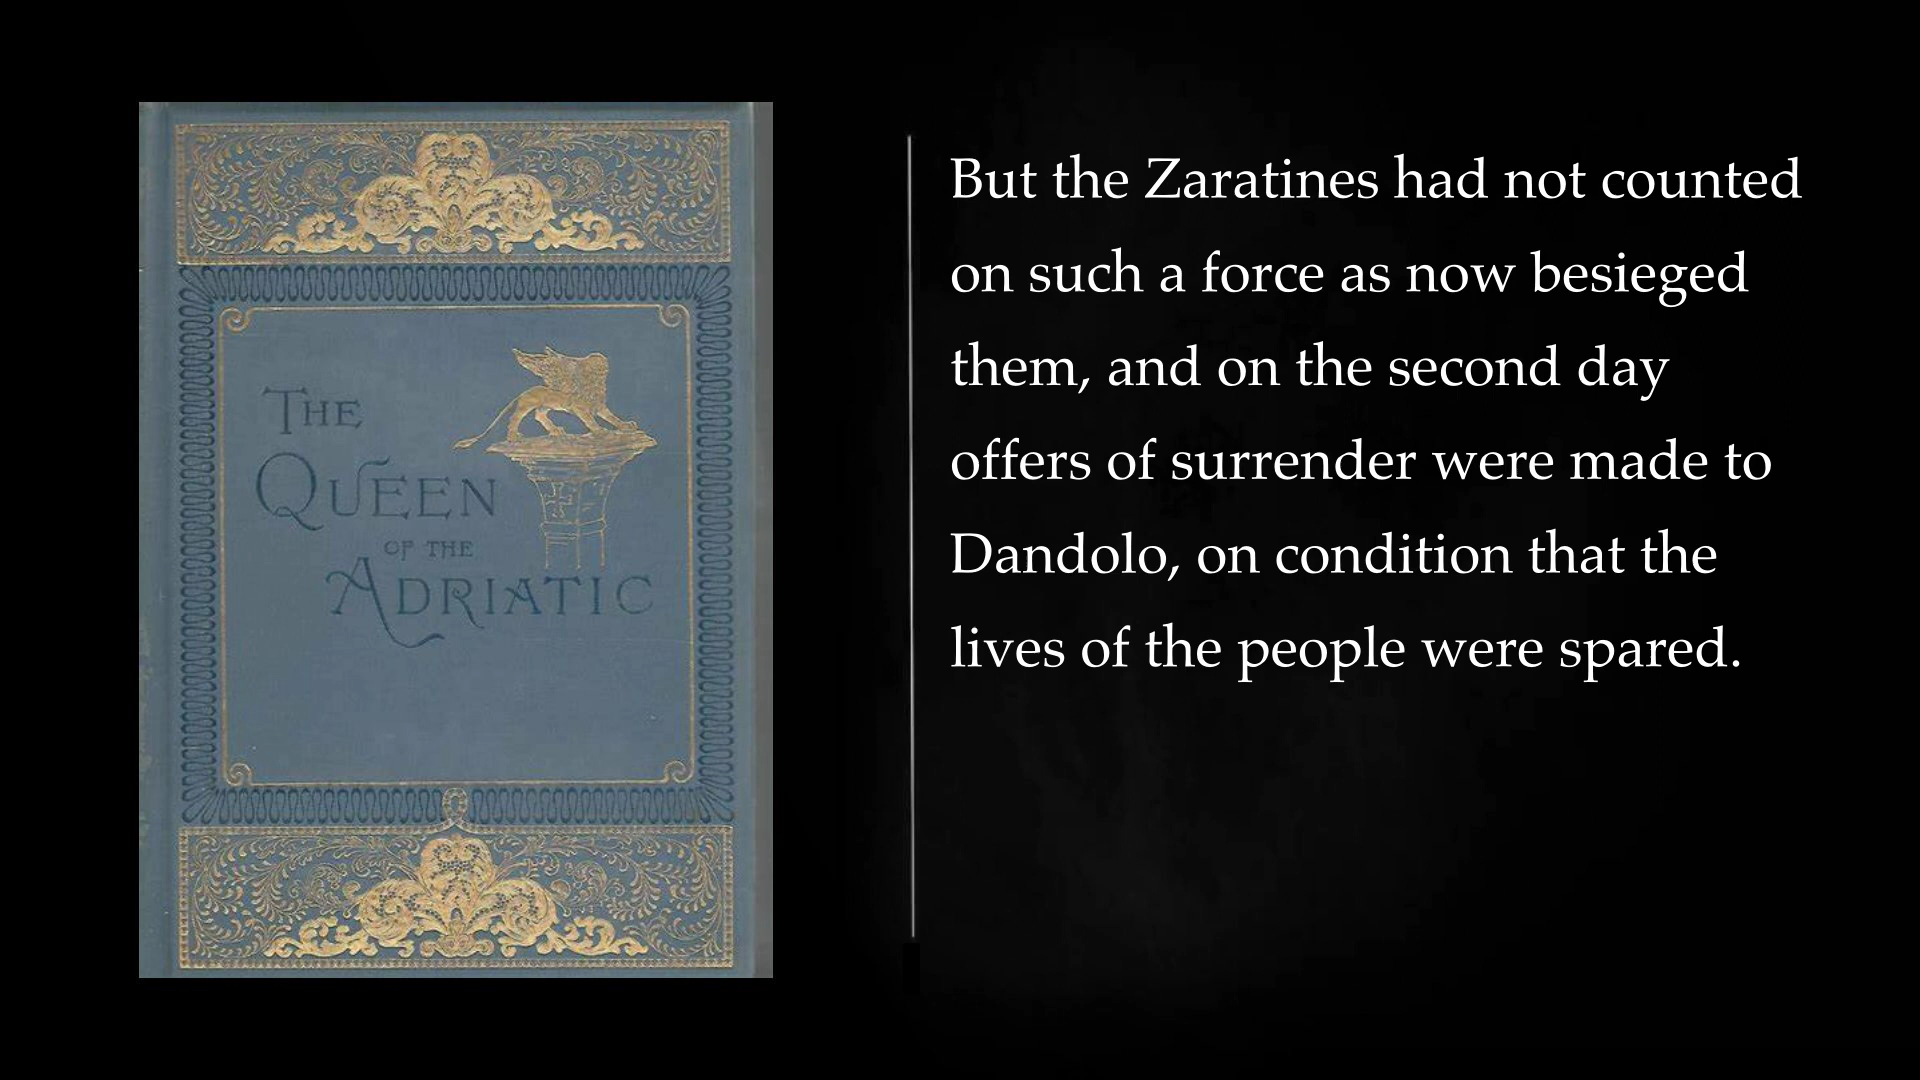 THE
QUEEN
OF THE
ADRIATIC
But the Zaratines had not counted
on such a force as now besieged
them, and on the second day
offers of surrender were made to
Dandolo, on condition that the
lives of the people were spared.